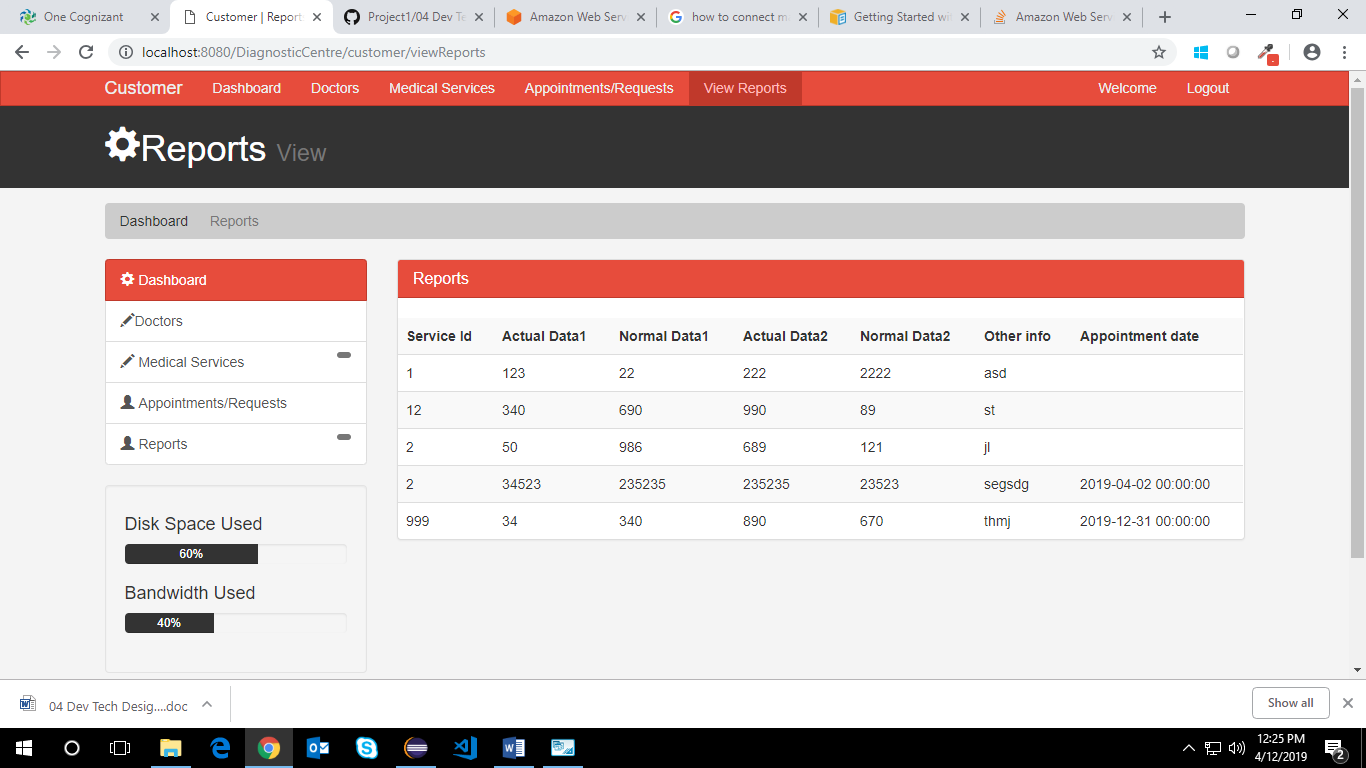 One Cognizant
Customer | Report
Project1/04 Dev Te
Amazon Web Serv
how to connect m
Getting Started wi
Amazon Web Serv
localhost:8080/DiagnosticCentre/customer/viewReports
Customer Dashboard Doctors Medical Services Appointments/Requests View Reports Welcome Logout
Reports View
Dashboard Reports
Dashboard
Doctors
Medical Services
Appointments/Requests
Reports
Disk Space Used
60%
Bandwidth Used
40%
Reports
Service Id Actual Data1 Normal Data1 Actual Data2 Normal Data2 Other info Appointment date
1 123 22 222 2222 asd
12 340 690 990 89 st
2 50 986 689 121 jl
2 34523 235235 235235 23523 segsdg 2019-04-02 00:00:00
999 34 340 890 670 thmj 2019-12-31 00:00:00
04 Dev Tech Desig....doc
Show all
12:25 PM
4/12/2019
2